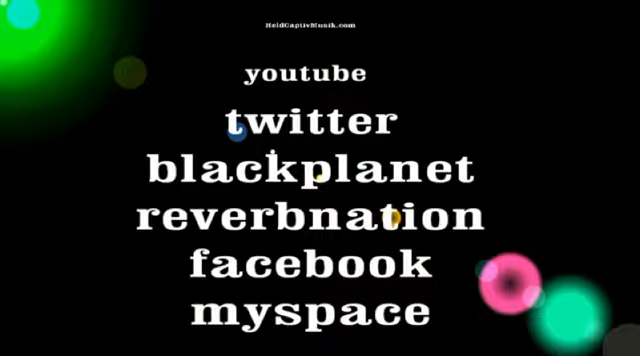 HeldCaptivMusik.com
youtube
twitter
blackplanet
reverbnation
facebook
myspace